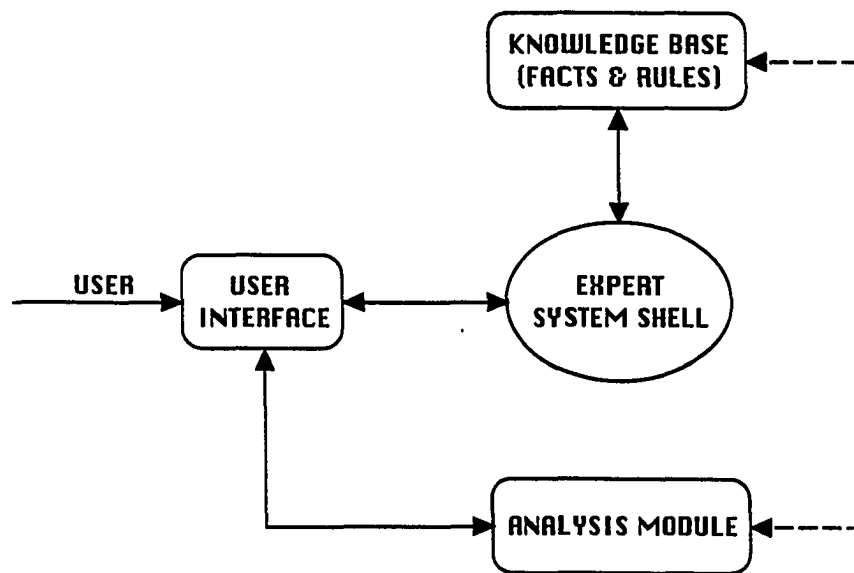 KNOWLEDGE BASE
(FACTS & RULES)
USER
USER
INTERFACE
EXPERT
SYSTEM SHELL
ANALYSIS MODULE